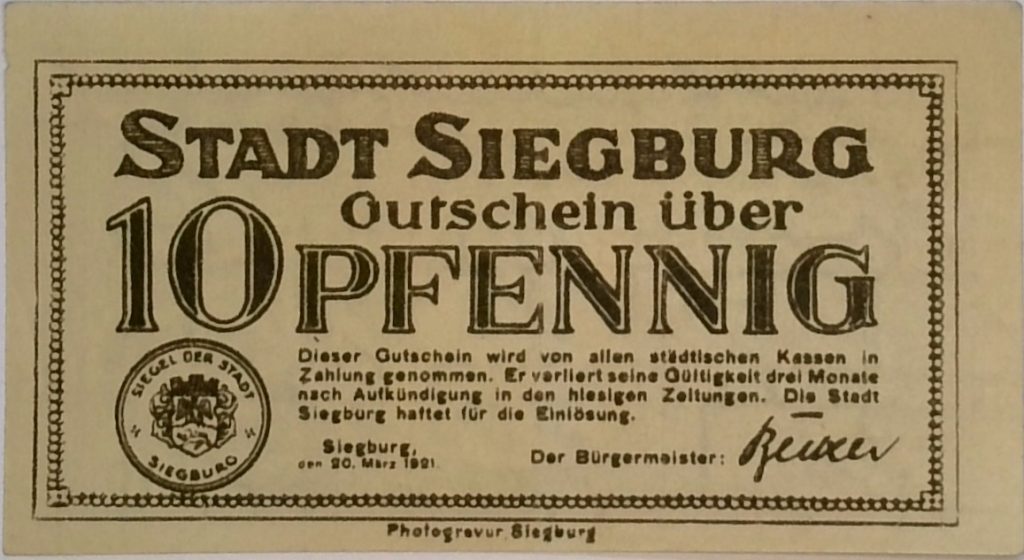 STADT SIEGBURG
Gutschein über
10 PFENNIG
Dieser Gutschein wird von allen städtischen Kassen in
Zahlung genommen. Er verliert seine Gültigkeit drei Monate
nach Aufkündigung in den hiesigen Zeitungen. Die Stadt
Siegburg haftet für die Einlösung.
SIEGEL DER STADT
SIEGBURG
Siegburg,
den 20. März 1921.
Der Bürgermeister:
Photogravur Siegburg